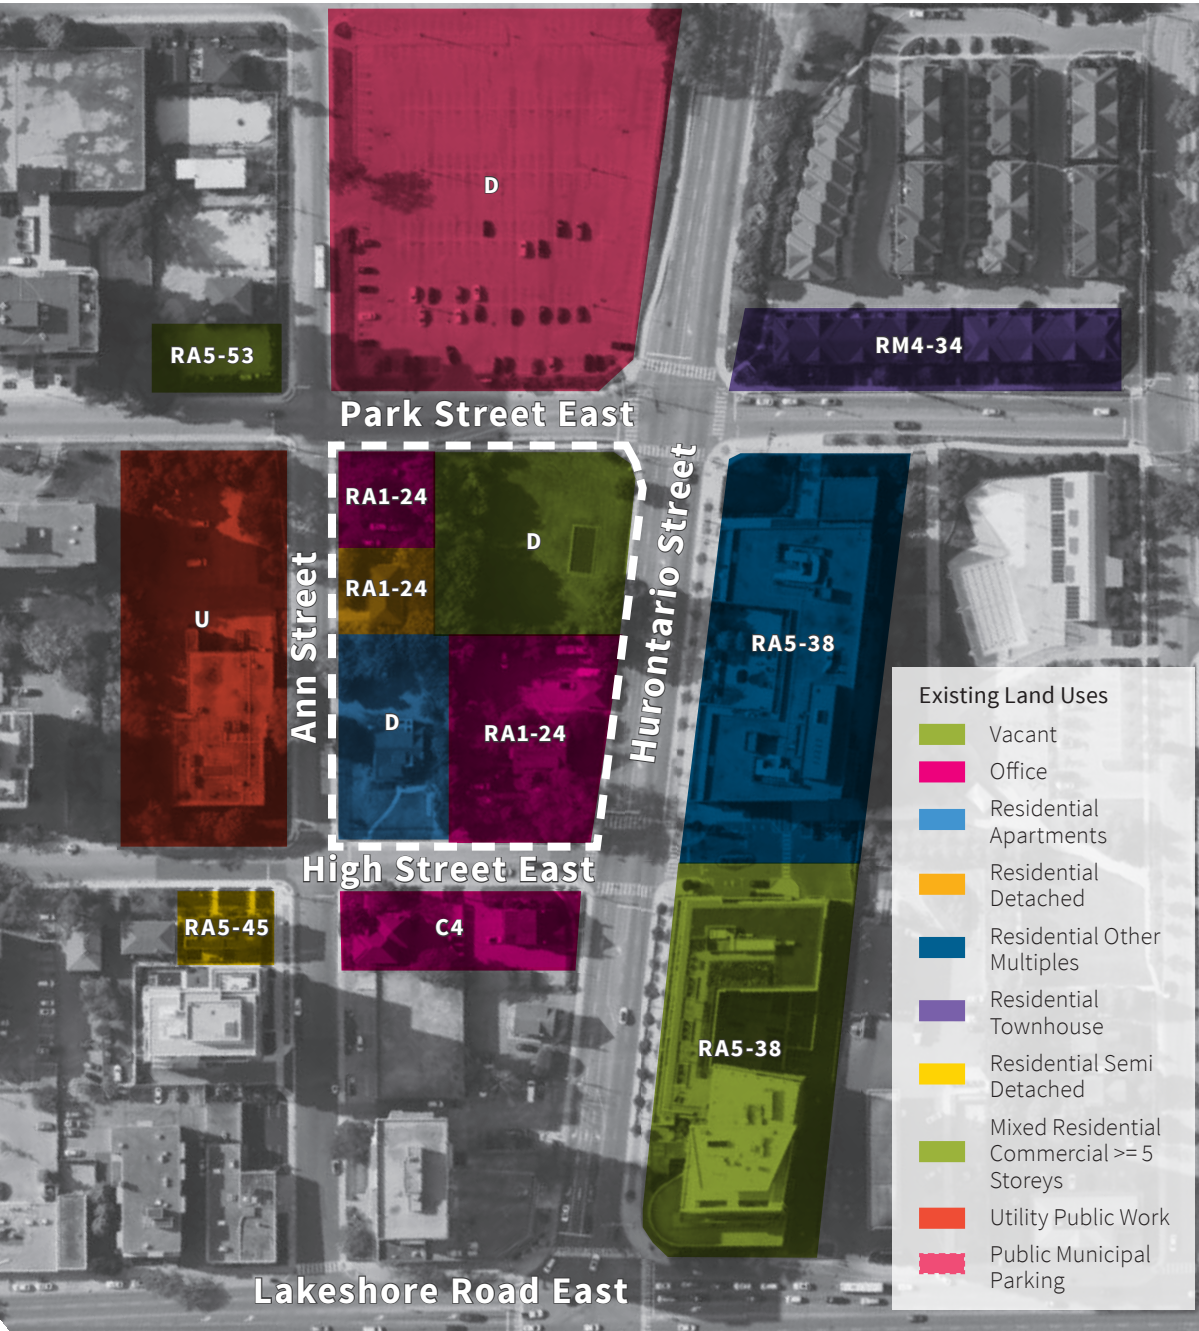 D
RA5-53
RM4-34
Park Street East
RA1-24
D
RA1-24
U
Ann Street
Hurontario Street
RA5-38
D
RA1-24
High Street East
RA5-45
C4
RA5-38
Lakeshore Road East
Existing Land Uses
Vacant
Office
Residential
Apartments
Residential
Detached
Residential Other
Multiples
Residential
Townhouse
Residential Semi
Detached
Mixed Residential
Commercial >= 5
Storeys
Utility Public Work
Public Municipal
Parking